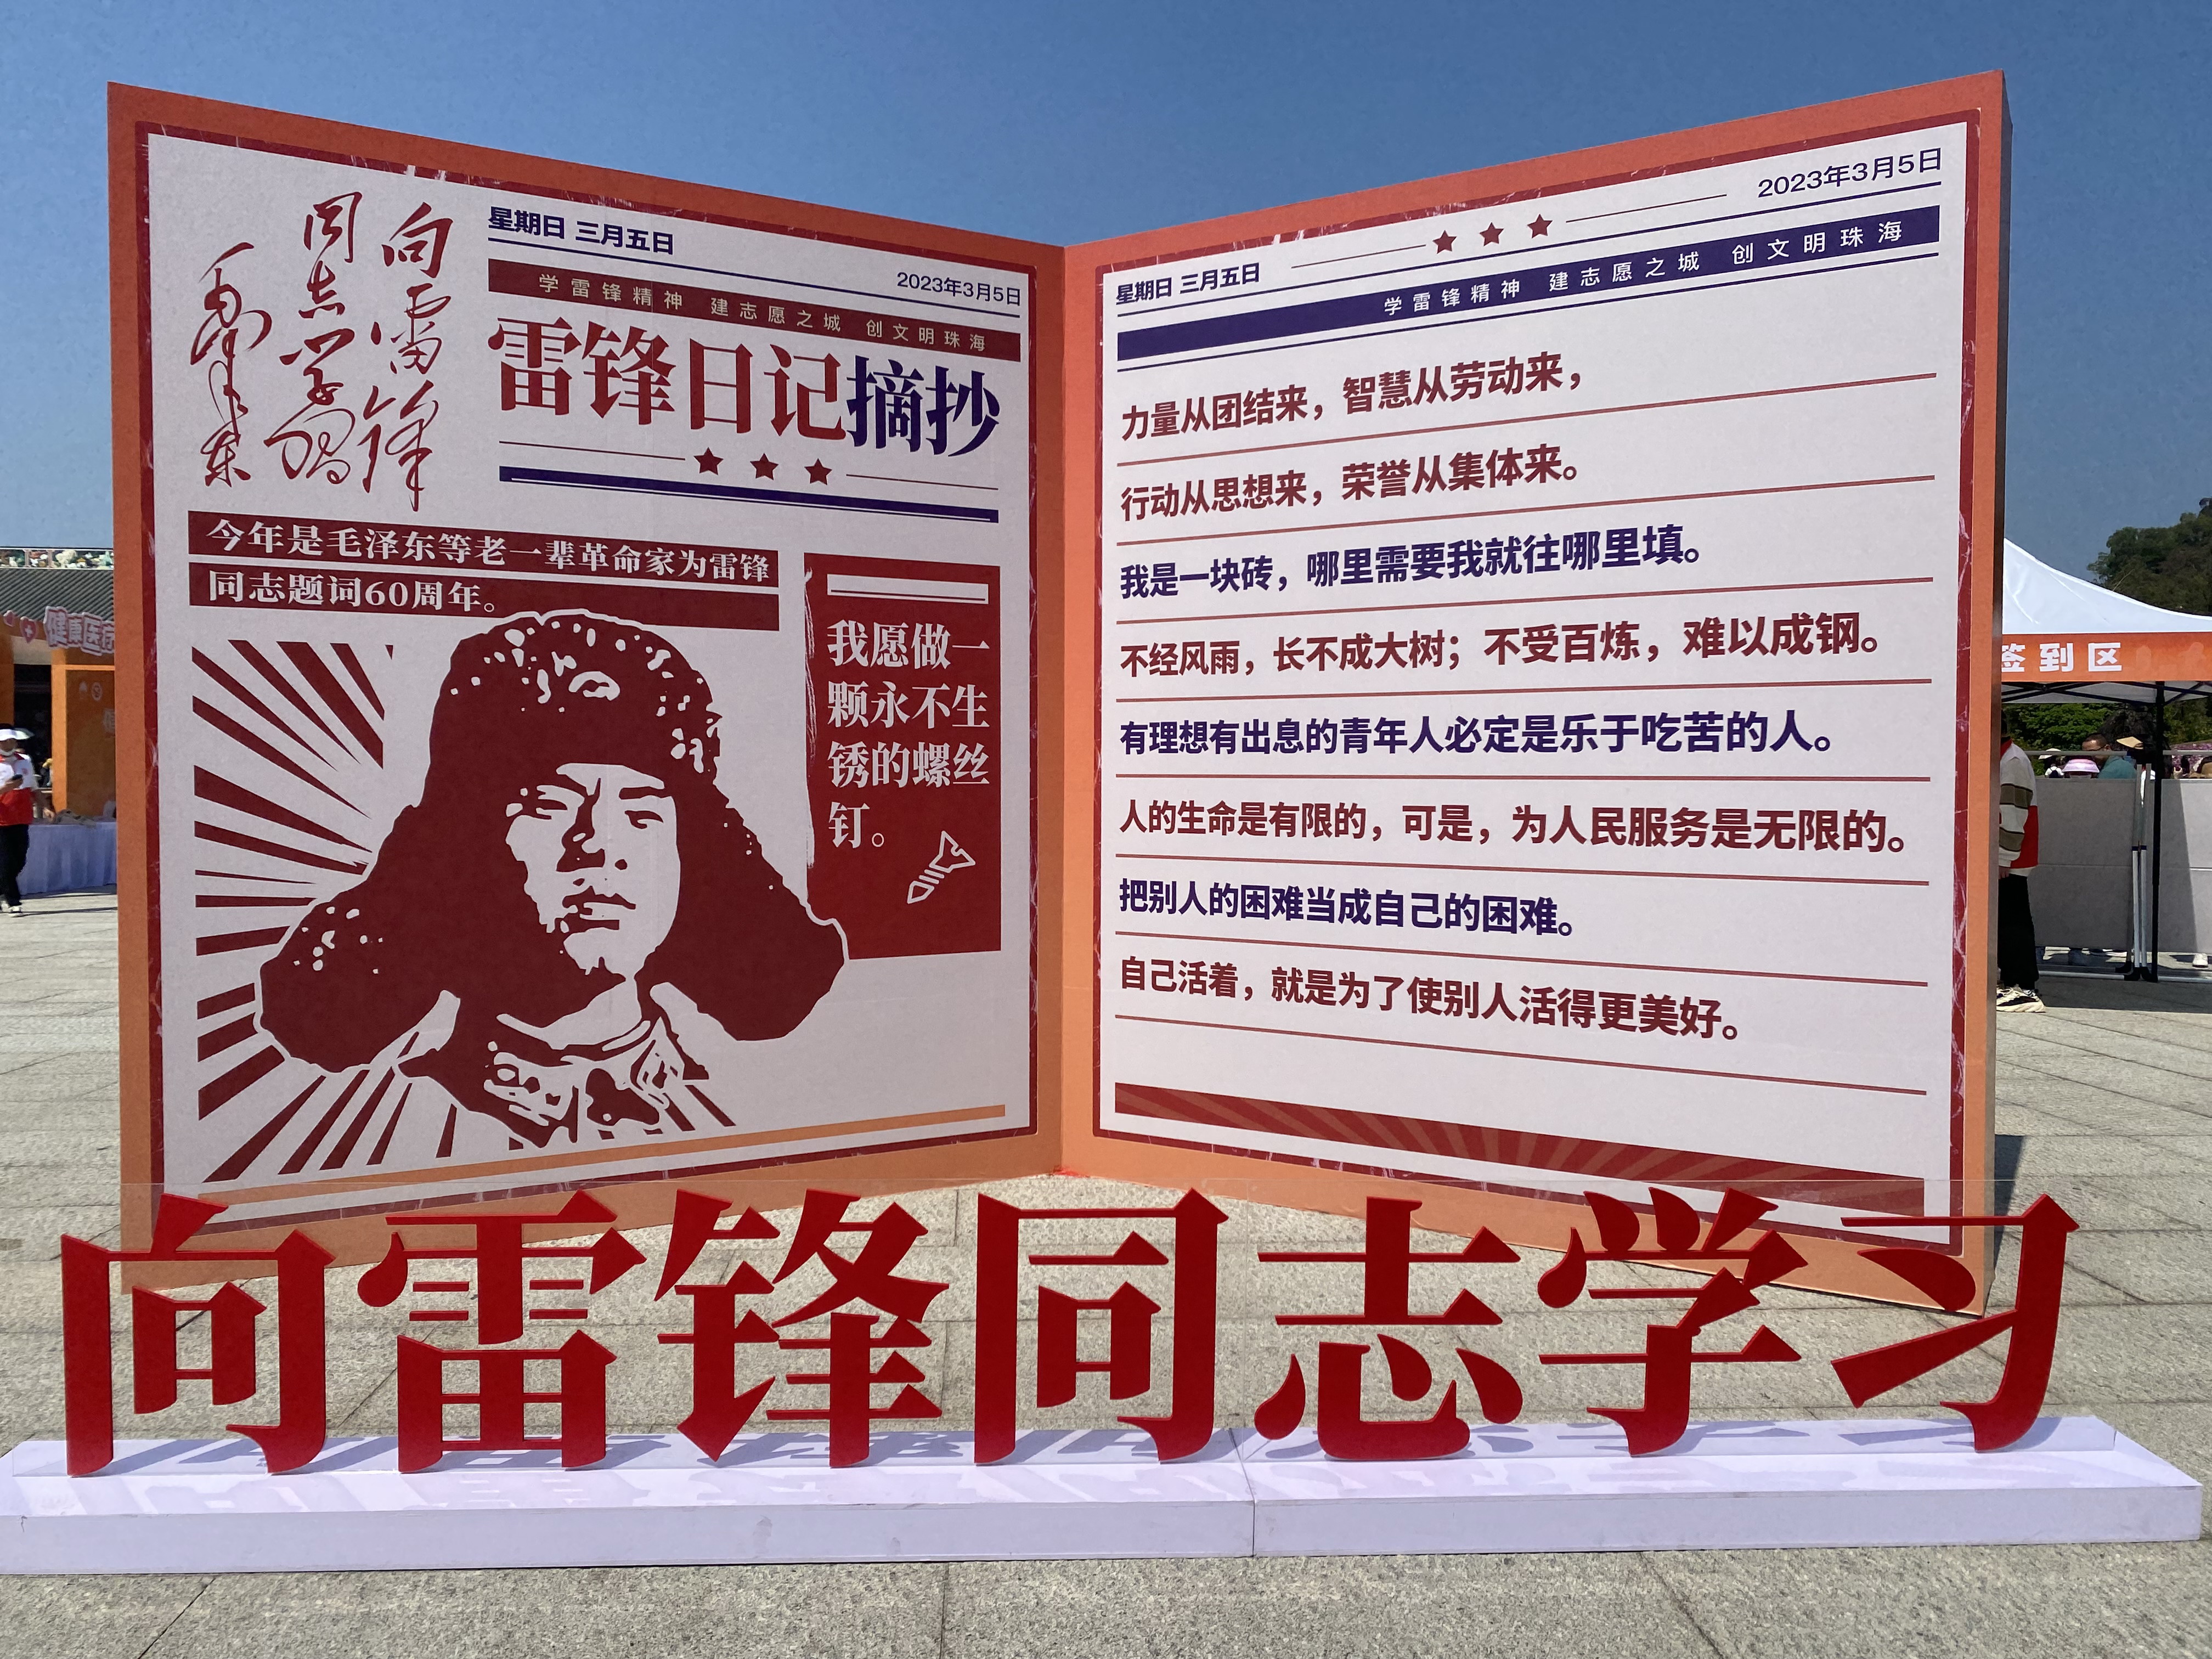 向雷锋
同志学习
毛泽东
星期日 三月五日
2023年3月5日
学雷锋精神 建志愿之城 创文明珠海
雷锋日记摘抄
今年是毛泽东等老一辈革命家为雷锋
同志题词60周年。
我愿做一
颗永不生
锈的螺丝
钉。
2023年3月5日
星期日 三月五日
学雷锋精神 建志愿之城 创文明珠海
力量从团结来，智慧从劳动来，
行动从思想来，荣誉从集体来。
我是一块砖，哪里需要我就往哪里填。
不经风雨，长不成大树；不受百炼，难以成钢。
有理想有出息的青年人必定是乐于吃苦的人。
人的生命是有限的，可是，为人民服务是无限的。
把别人的困难当成自己的困难。
自己活着，就是为了使别人活得更美好。
向雷锋同志学习
健康医疗
签到区